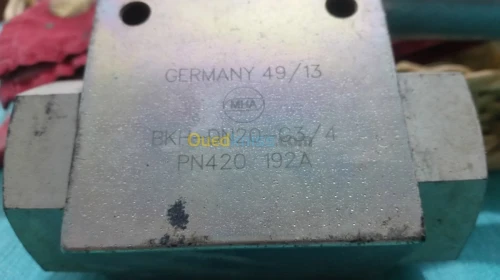 GERMANY 49/13
MHA
BKH-DN20-G3/4
PN420 192A